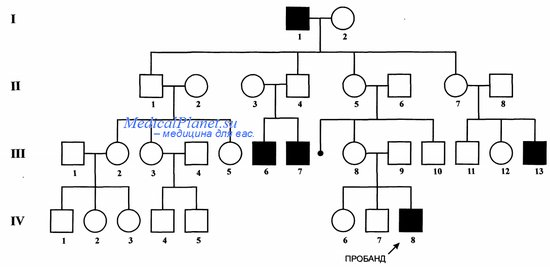 I
1 2
II
1 2 3 4 5 6 7 8
MedicalPlanet.su
– медицина для вас.
III
1 2 3 4 5 6 7 8 9 10 11 12 13
IV
1 2 3 4 5 6 7 8
ПРОБАНД